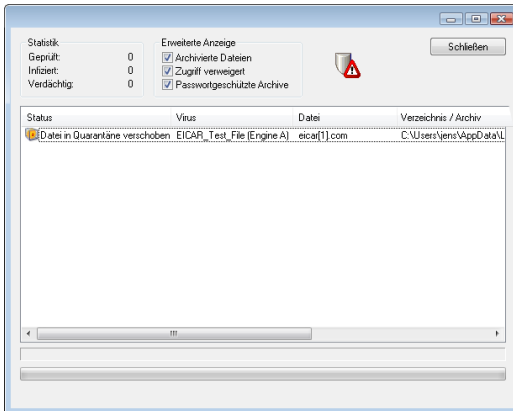 Statistik
Geprüft: 0
Infiziert: 0
Verdächtig: 0
Erweiterte Anzeige
Archivierte Dateien
Zugriff verweigert
Passwortgeschützte Archive
Schließen
Status Virus Datei Verzeichnis / Archiv
Datei in Quarantäne verschoben EICAR_Test_File (Engine A) eicar[1].com C:\Users\jens\AppData\L